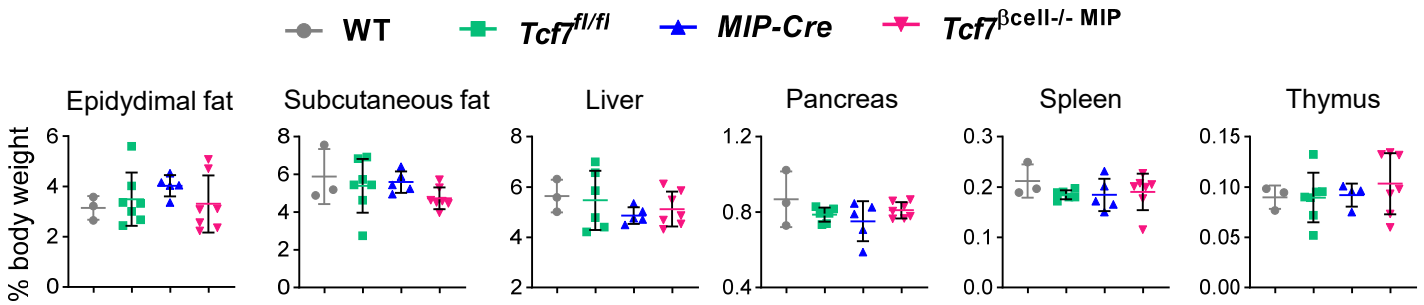 WT Tcf7fl/fl MIP-Cre Tcf7βcell-/- MIP
Epidydimal fat Subcutaneous fat Liver Pancreas Spleen Thymus
% body weight
6 4 2 0
8 6 4 2 0
8 6 4 2
1.2 0.8 0.4
0.3 0.2 0.1 0.0
0.15 0.10 0.05 0.00